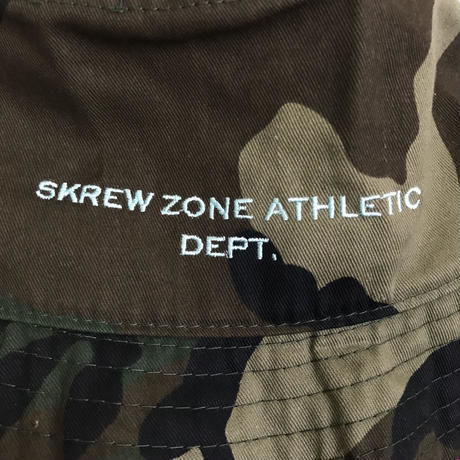 SKREW ZONE ATHLETIC
DEPT.